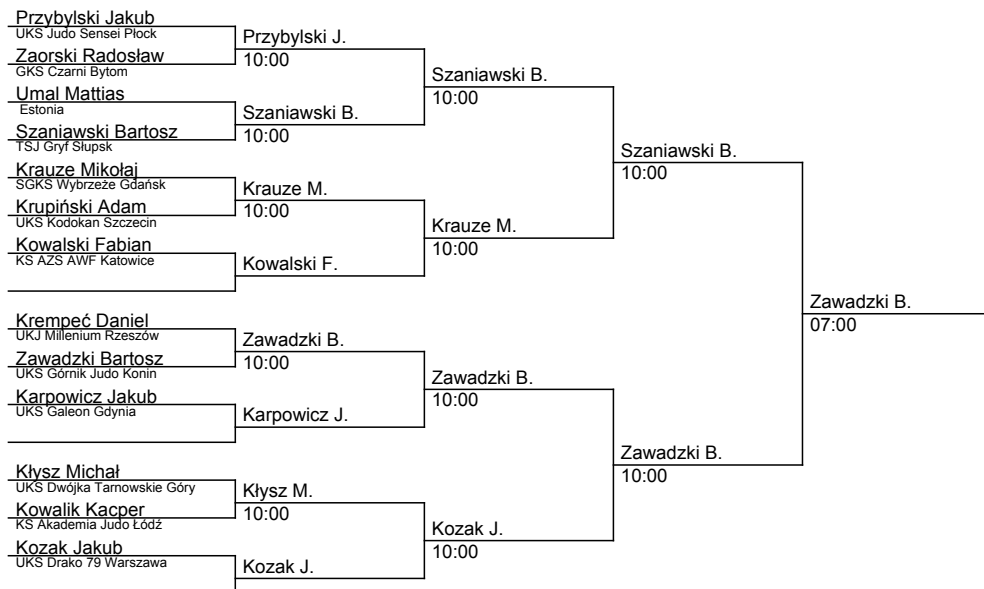 Przybylski Jakub
UKS Judo Sensei Płock
Zaorski Radosław
GKS Czarni Bytom
Umal Mattias
Estonia
Szaniawski Bartosz
TSJ Gryf Słupsk
Krauze Mikołaj
SGKS Wybrzeże Gdańsk
Krupiński Adam
UKS Kodokan Szczecin
Kowalski Fabian
KS AZS AWF Katowice
Krempeć Daniel
UKJ Millenium Rzeszów
Zawadzki Bartosz
UKS Górnik Judo Konin
Karpowicz Jakub
UKS Galeon Gdynia
Kłysz Michał
UKS Dwójka Tarnowskie Góry
Kowalik Kacper
KS Akademia Judo Łódź
Kozak Jakub
UKS Drako 79 Warszawa
Przybylski J.
10:00
Szaniawski B.
10:00
Krauze M.
10:00
Kowalski F.
Zawadzki B.
10:00
Karpowicz J.
Kłysz M.
10:00
Kozak J.
Szaniawski B.
10:00
Krauze M.
10:00
Zawadzki B.
10:00
Kozak J.
10:00
Szaniawski B.
10:00
Zawadzki B.
10:00
Zawadzki B.
07:00